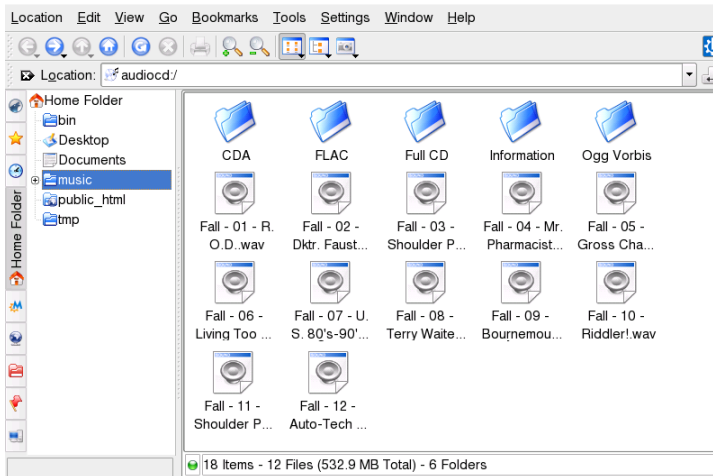 Location Edit View Go Bookmarks Tools Settings Window Help
Location: audiocd:/
Home Folder
bin
Desktop
Documents
music
public_html
tmp
Home Folder
CDA FLAC Full CD Information Ogg Vorbis
Fall - 01 - R. Fall - 02 - Fall - 03 - Fall - 04 - Mr. Fall - 05 -
O.D..wav Dktr. Faust... Shoulder P... Pharmacist... Gross Cha...
Fall - 06 - Fall - 07 - U. Fall - 08 - Fall - 09 - Fall - 10 -
Living Too ... S. 80's-90'... Terry Waite... Bournemou... Riddler!.wav
Fall - 11 - Fall - 12 -
Shoulder P... Auto-Tech ...
18 Items - 12 Files (532.9 MB Total) - 6 Folders